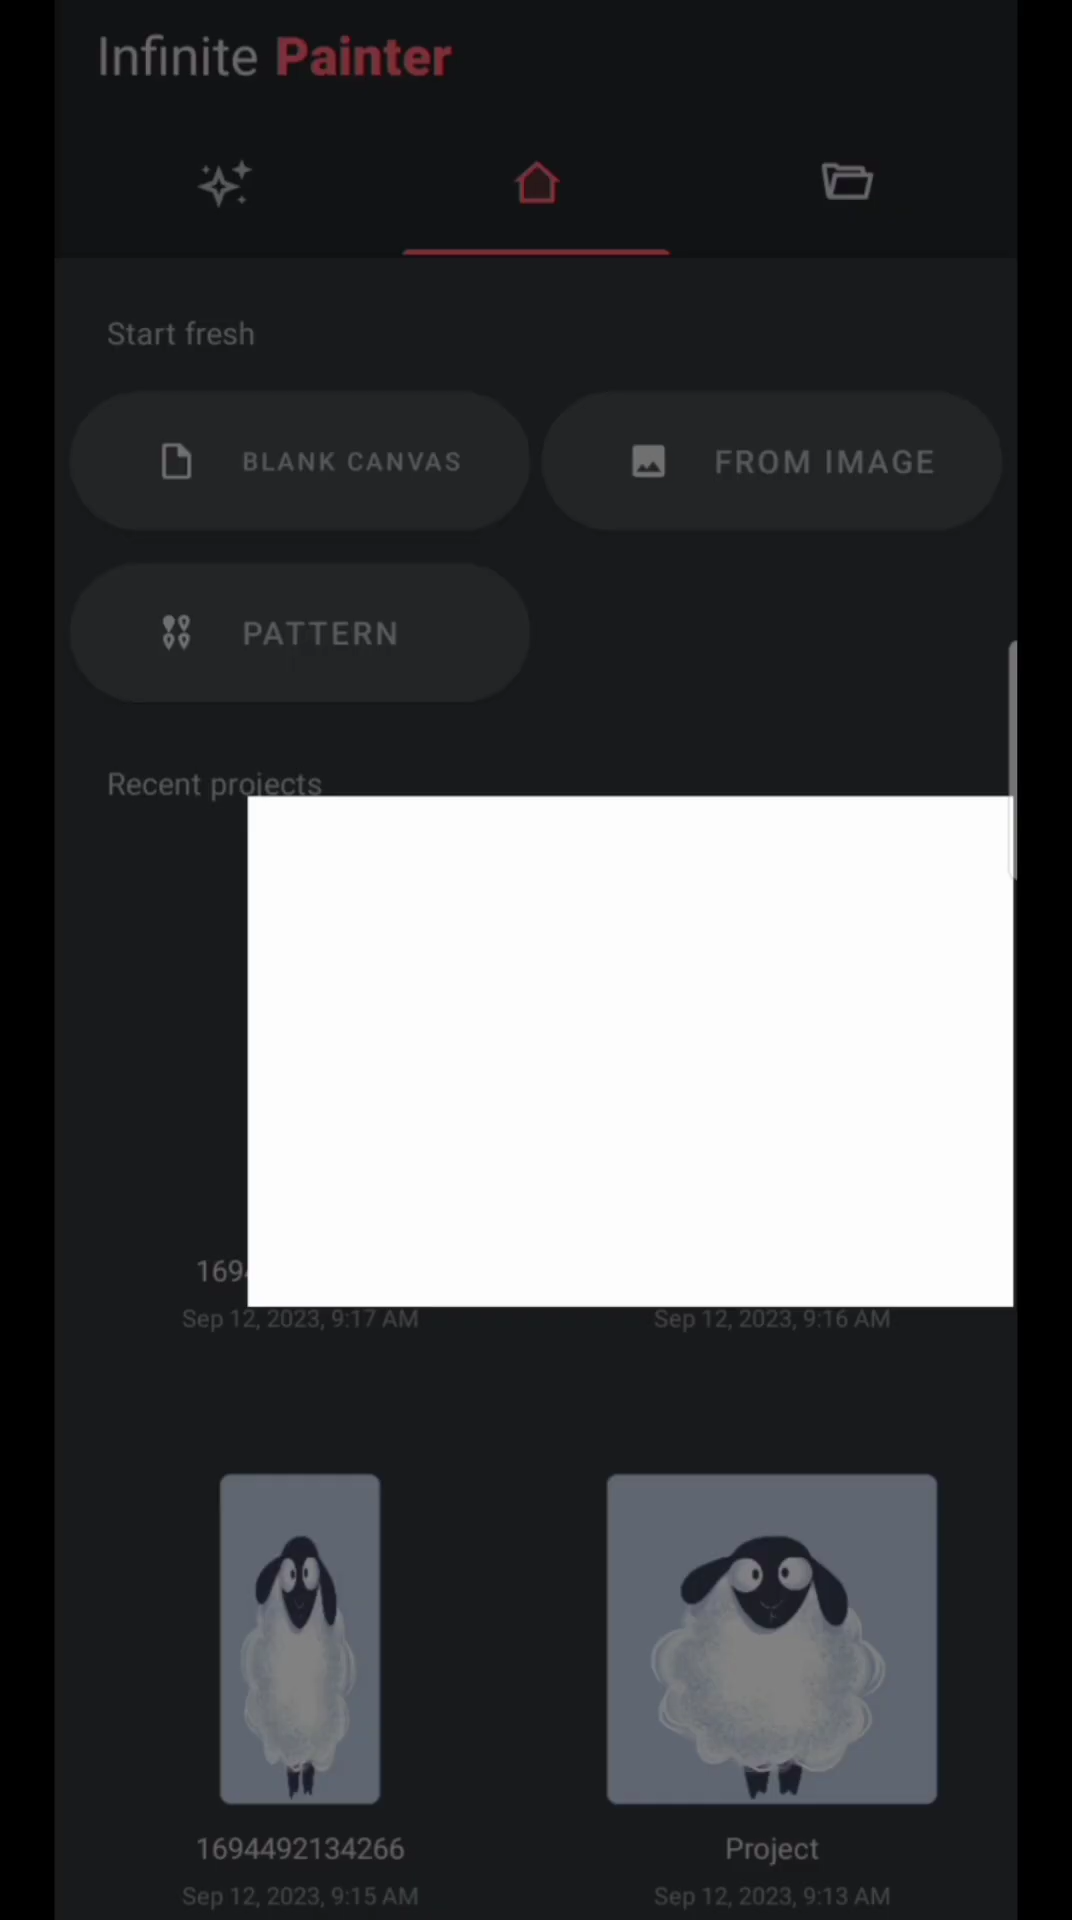 Infinite Painter
Start fresh
BLANK CANVAS
FROM IMAGE
PATTERN
Recent projects
Sep 12, 2023, 9:17 AM
Sep 12, 2023, 9:16 AM
1694492134266
Project
Sep 12, 2023, 9:15 AM
Sep 12, 2023, 9:13 AM